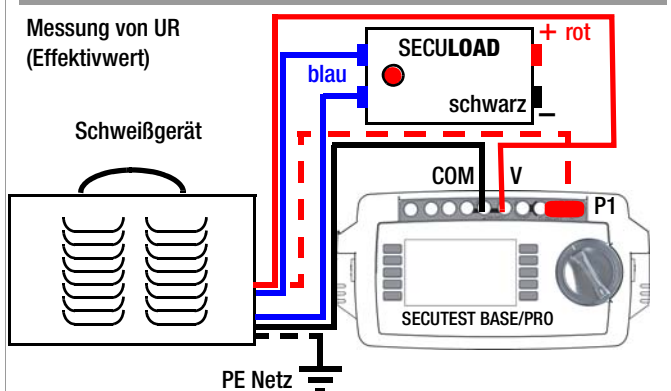 Messung von UR
(Effektivwert)
SECULOAD
+ rot
blau
schwarz
−
Schweißgerät
COM V
P1
SECUTEST BASE/PRO
PE Netz